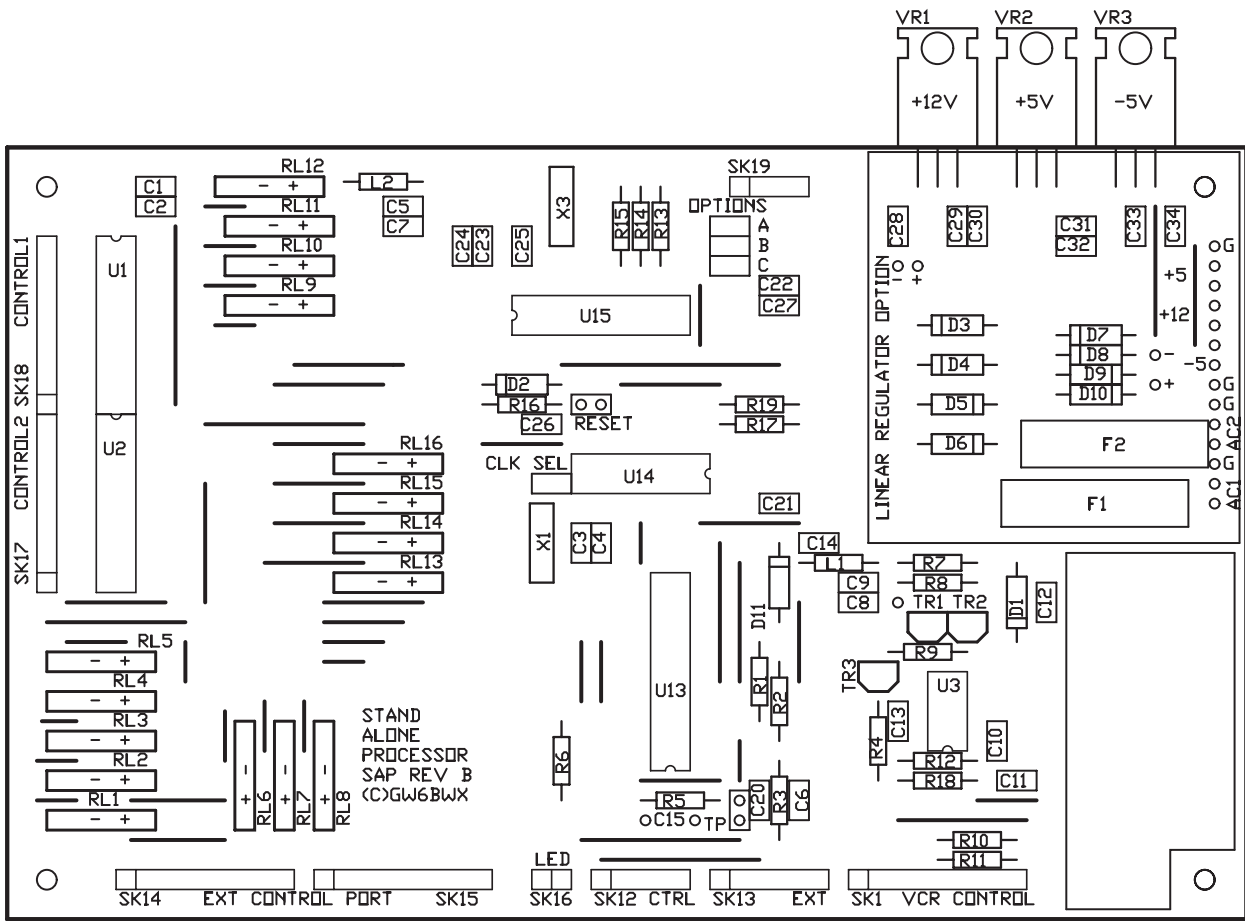 VR1 VR2 VR3
+12V +5V -5V
RL12 SK19
C1 L2
C2 - +
RL11 C5 OPTIONS
C7 X3 R15 R14 R13 A
- + C24 C23 C25 B
RL10 C
- + C22
RL9 C27
- + U15
CONTROL1 U1
SK18
CONTROL2 U2
SK17
C28 C29 C30 C31 C32 C33 C34
- +
LINEAR REGULATOR OPTION
G
+5
+12
-5
D3 D7
D4 D8 -
D9 G
D5 D10 + G
D6 F2 AC2
G
F1 AC1
D2
R16 R19
C26 RESET R17
CLK SEL U14
RL16
- +
RL15
- +
RL14
- +
RL13
- +
C21
X1 C3 C4
C14
L1 R7
C9 R8
C8 TR1 TR2 D1 C12
D11 R9
TR3 U3
U13 R1 R2
R4 C13 C10
R12
R18 C11
RL5
- +
RL4
- +
RL3
- +
RL2
- +
RL1
- +
- - -
+ + +
RL6 RL7 RL8
STAND
ALONE
PROCESSOR
SAP REV B
(C)GW6BWX
R6
R5 C20 R3 C6
C15 TP
R10
R11
LED
SK14 EXT CONTROL PORT SK15 SK16 SK12 CTRL SK13 EXT SK1 VCR CONTROL